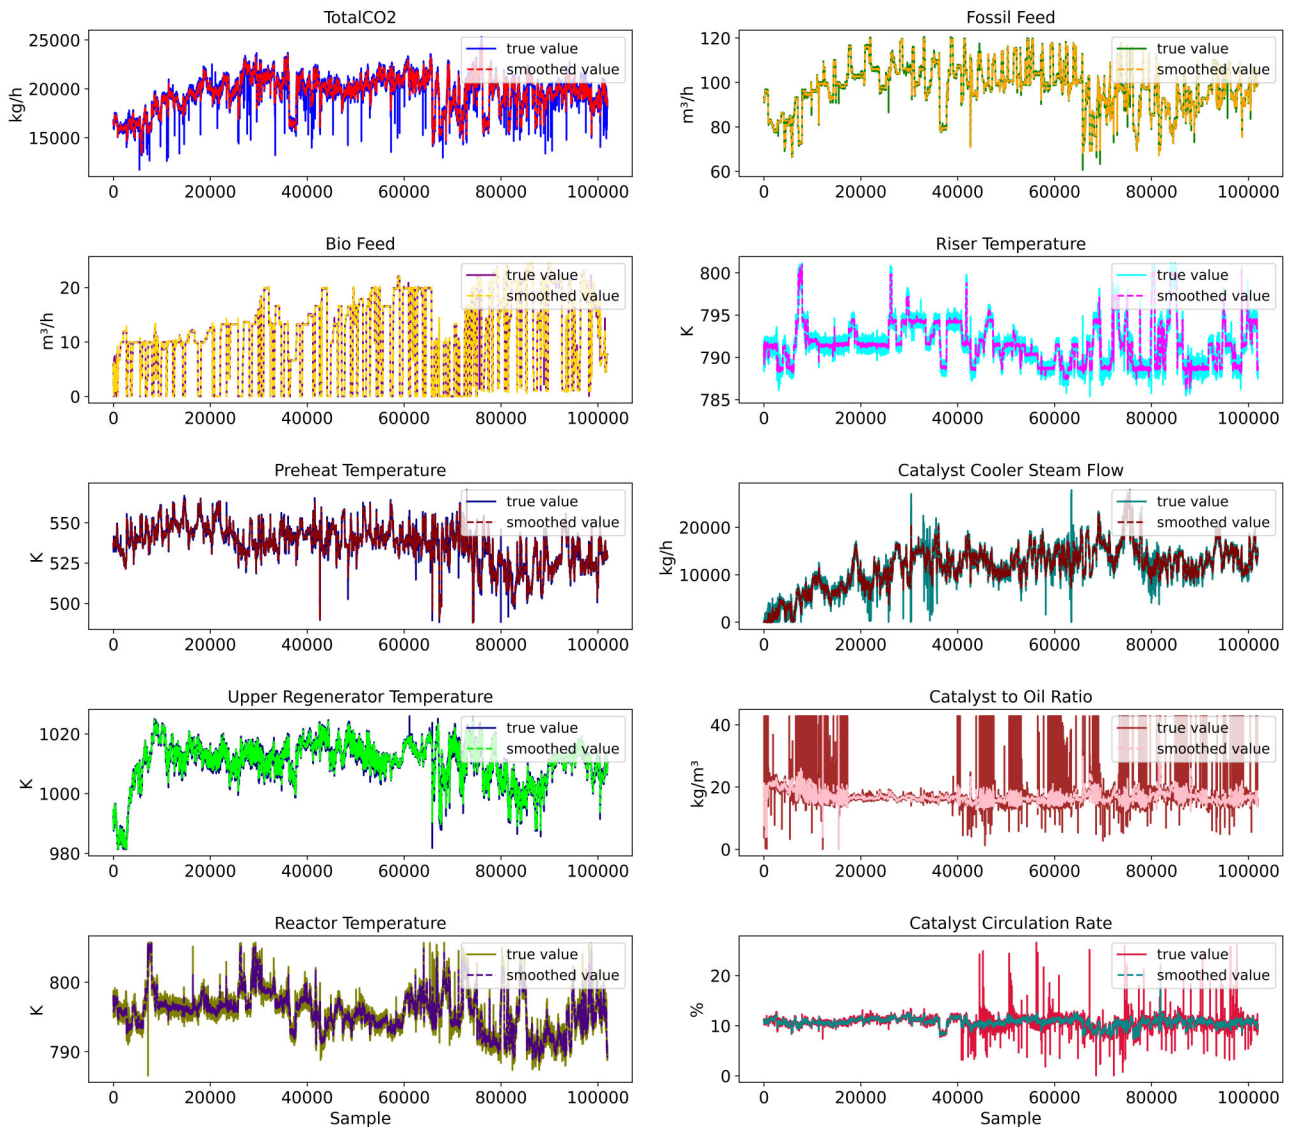 TotalCO2
25000
20000
15000
kg/h
true value
smoothed value
0 20000 40000 60000 80000 100000
Fossil Feed
120
100
80
60
m³/h
true value
smoothed value
0 20000 40000 60000 80000 100000
Bio Feed
20
10
0
m³/h
true value
smoothed value
0 20000 40000 60000 80000 100000
Riser Temperature
800
795
790
785
K
true value
smoothed value
0 20000 40000 60000 80000 100000
Preheat Temperature
550
525
500
K
true value
smoothed value
0 20000 40000 60000 80000 100000
Catalyst Cooler Steam Flow
20000
10000
0
kg/h
true value
smoothed value
0 20000 40000 60000 80000 100000
Upper Regenerator Temperature
1020
1000
980
K
true value
smoothed value
0 20000 40000 60000 80000 100000
Catalyst to Oil Ratio
40
20
0
kg/m³
true value
smoothed value
0 20000 40000 60000 80000 100000
Reactor Temperature
800
790
K
true value
smoothed value
0 20000 40000 60000 80000 100000
Sample
Catalyst Circulation Rate
20
10
0
%
true value
smoothed value
0 20000 40000 60000 80000 100000
Sample